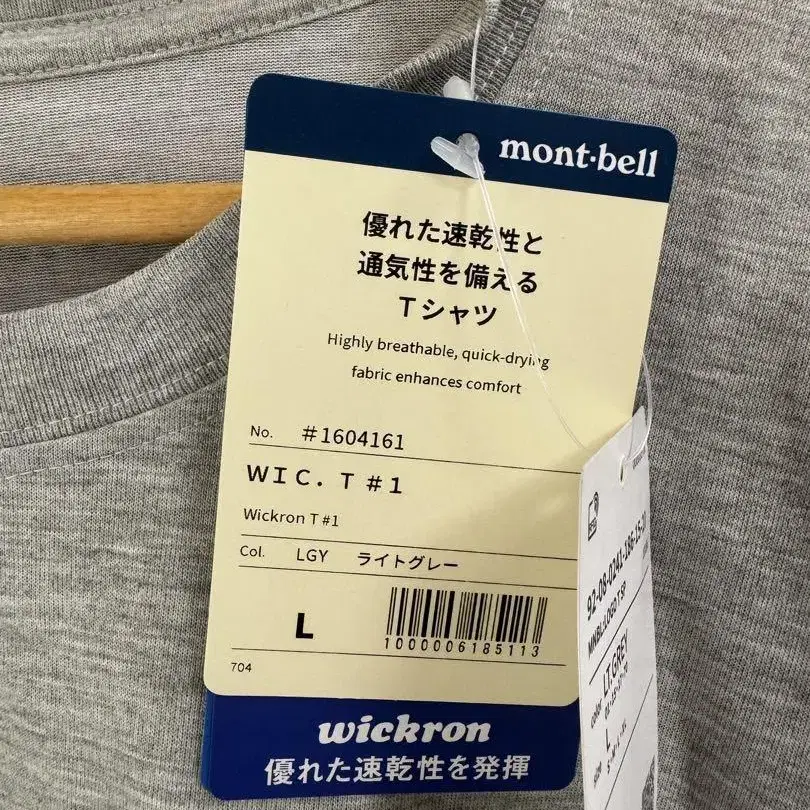 mont-bell
優れた速乾性と
通気性を備える
Tシャツ
Highly breathable, quick-drying
fabric enhances comfort
No. #1604161
WIC. T #1
Wickron T #1
Col. LGY ライトグレー
L
1000006185113
704
wickron
優れた速乾性を発揮
LT.GREY
L